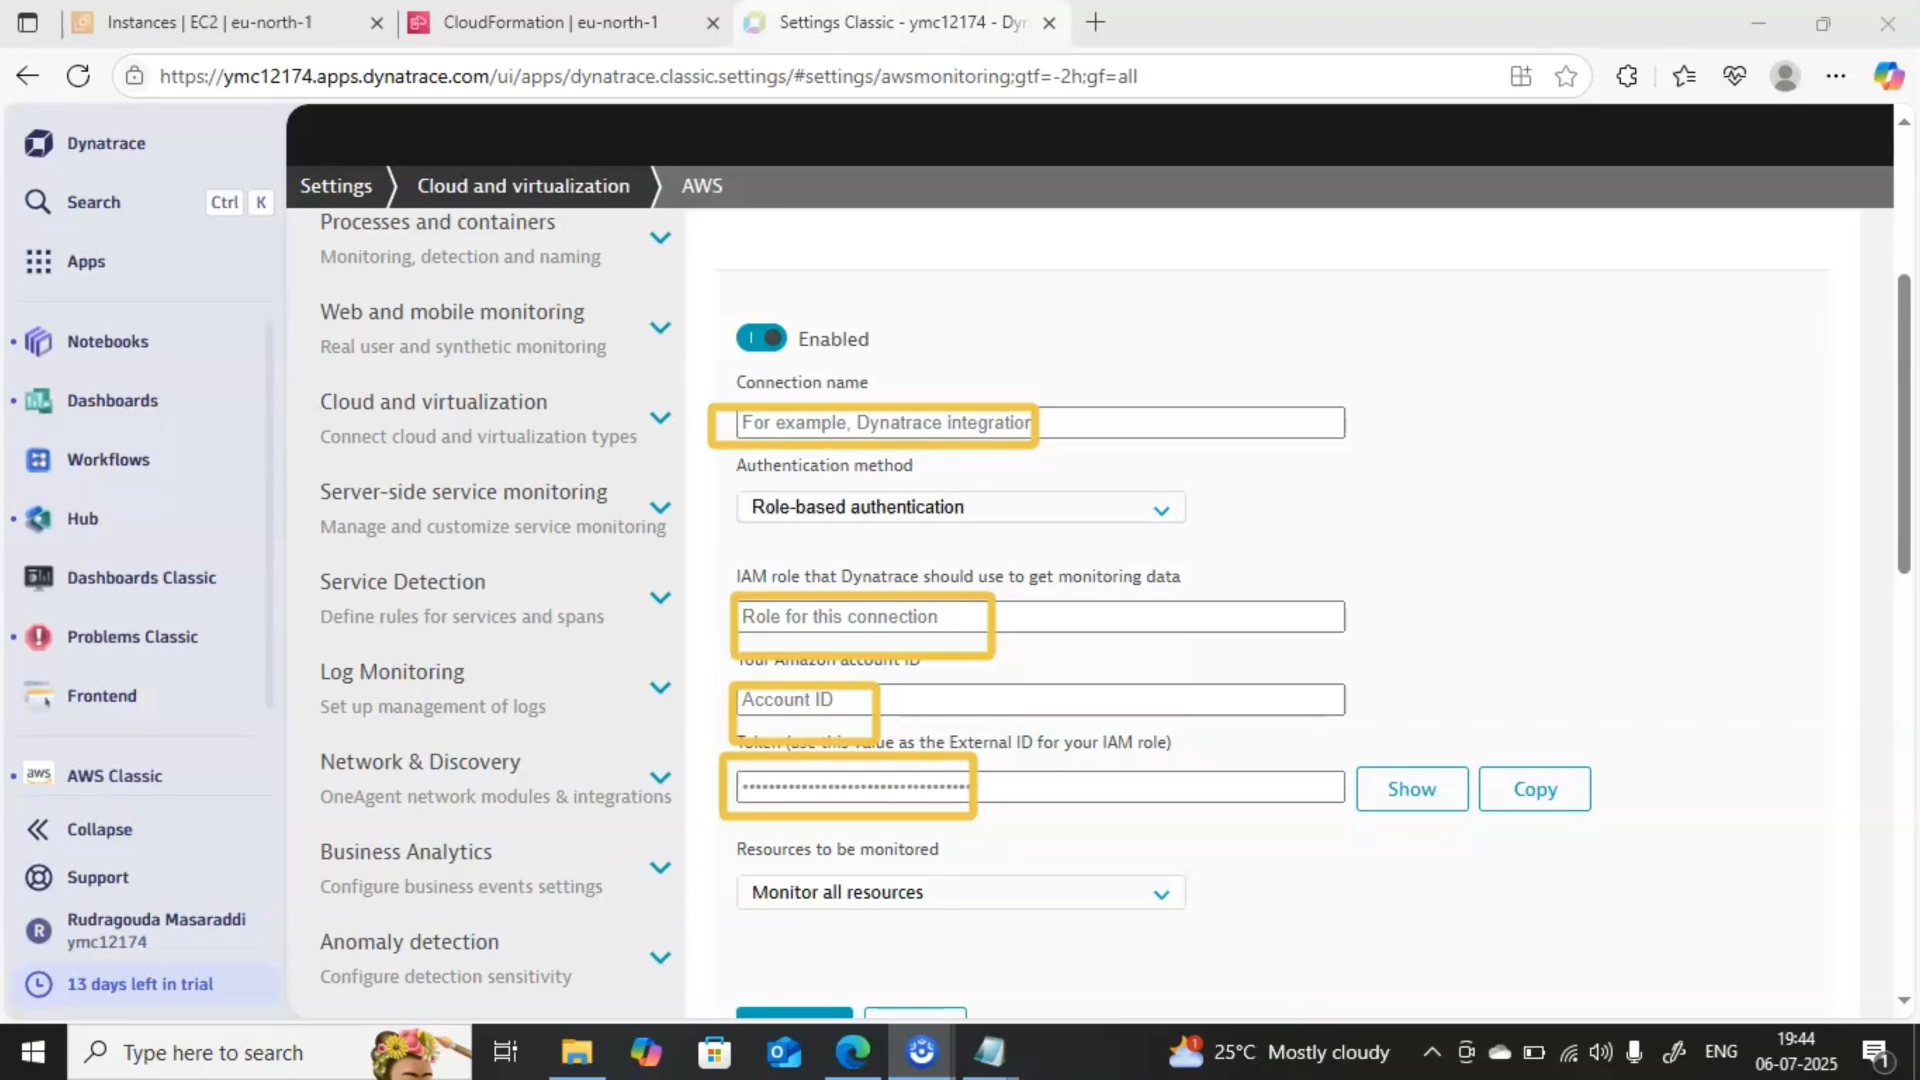 Instances | EC2 | eu-north-1
CloudFormation | eu-north-1
Settings Classic - ymc12174 - Dyn
https://ymc12174.apps.dynatrace.com/ui/apps/dynatrace.classic.settings/#settings/awsmonitoring;gtf=-2h;gf=all
Dynatrace
Search
Ctrl
K
Apps
Notebooks
Dashboards
Workflows
Hub
Dashboards Classic
Problems Classic
Frontend
aws
AWS Classic
Collapse
Support
R
Rudragouda Masaraddi
ymc12174
13 days left in trial
Settings
Cloud and virtualization
AWS
Processes and containers
Monitoring, detection and naming
Web and mobile monitoring
Real user and synthetic monitoring
Cloud and virtualization
Connect cloud and virtualization types
Server-side service monitoring
Manage and customize service monitoring
Service Detection
Define rules for services and spans
Log Monitoring
Set up management of logs
Network & Discovery
OneAgent network modules & integrations
Business Analytics
Configure business events settings
Anomaly detection
Configure detection sensitivity
Enabled
Connection name
For example, Dynatrace integration
Authentication method
Role-based authentication
IAM role that Dynatrace should use to get monitoring data
Role for this connection
Your Amazon account ID
Account ID
Token (use this value as the External ID for your IAM role)
Show
Copy
Resources to be monitored
Monitor all resources
Type here to search
1
25°C Mostly cloudy
ENG
19:44
06-07-2025
1